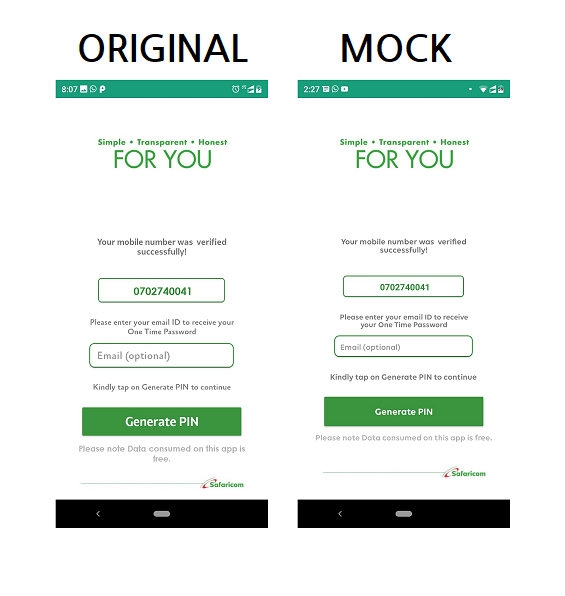 ORIGINAL
8:07
Simple • Transparent • Honest
FOR YOU
Your mobile number was verified
successfully!
0702740041
Please enter your email ID to receive your
One Time Password
Email (optional)
Kindly tap on Generate PIN to continue
Generate PIN
Please note Data consumed on this app is
free.
Safaricom
MOCK
2:27
Simple • Transparent • Honest
FOR YOU
Your mobile number was verified
successfully!
0702740041
Please enter your email ID to receive
your One Time Password
Email (optional)
Kindly tap on Generate PIN to continue
Generate PIN
Please note Data consumed on this app is free.
Safaricom